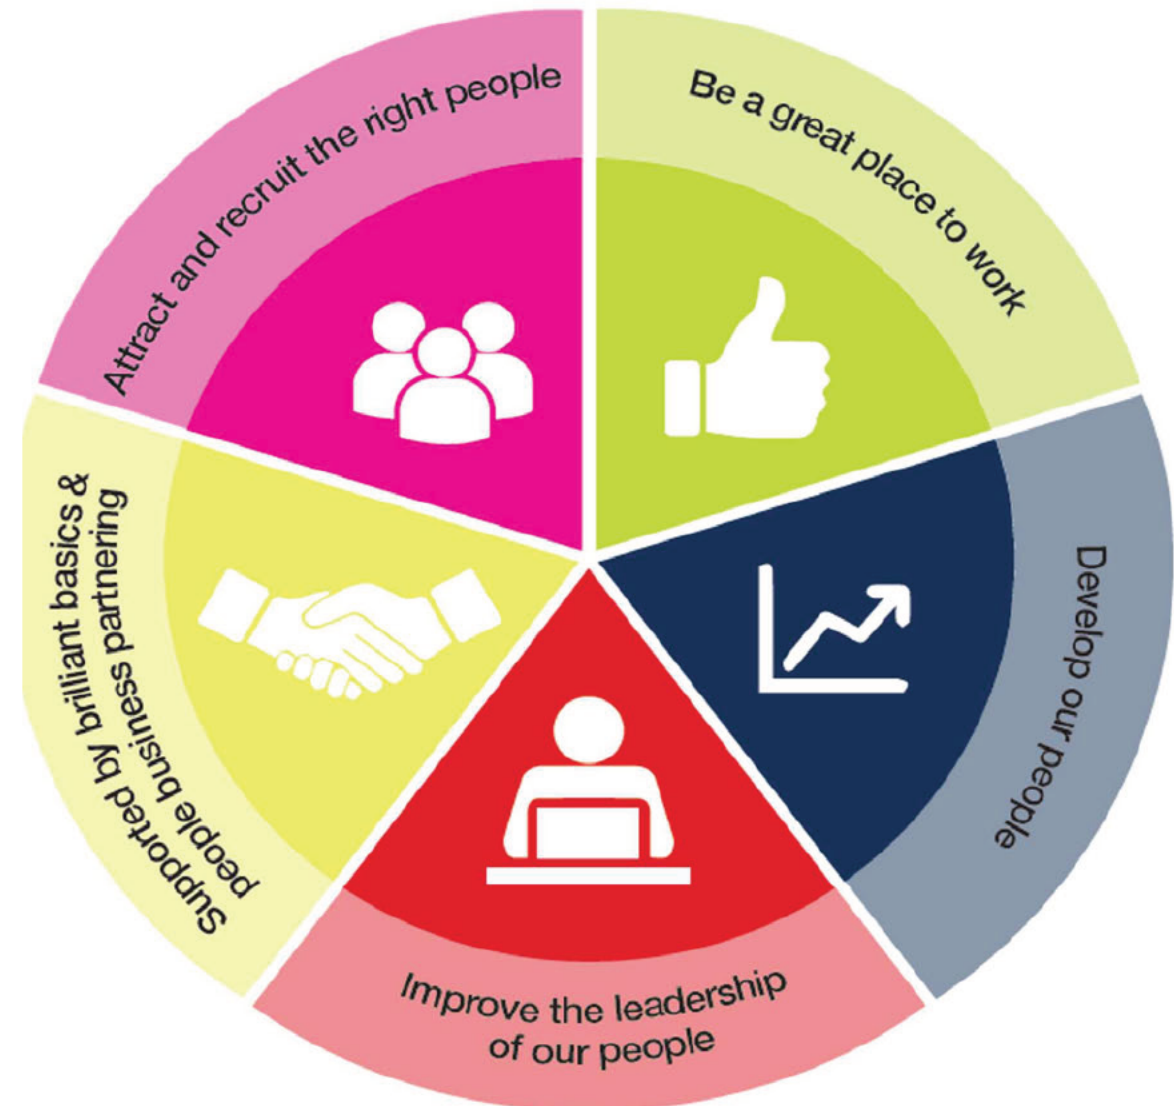 Attract and recruit the right people
Be a great place to work
Develop our people
Improve the leadership
of our people
Supported by brilliant basics &
people business partnering